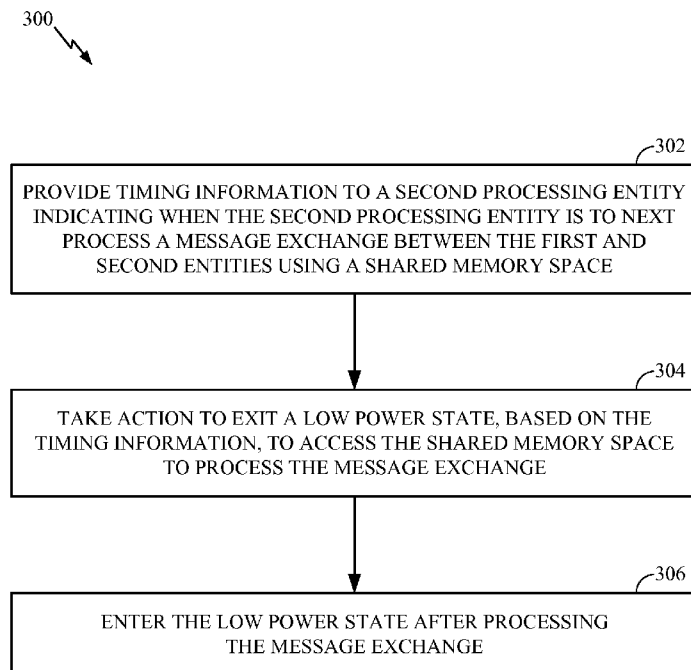 300
302
PROVIDE TIMING INFORMATION TO A SECOND PROCESSING ENTITY
INDICATING WHEN THE SECOND PROCESSING ENTITY IS TO NEXT
PROCESS A MESSAGE EXCHANGE BETWEEN THE FIRST AND
SECOND ENTITIES USING A SHARED MEMORY SPACE
304
TAKE ACTION TO EXIT A LOW POWER STATE, BASED ON THE
TIMING INFORMATION, TO ACCESS THE SHARED MEMORY SPACE
TO PROCESS THE MESSAGE EXCHANGE
306
ENTER THE LOW POWER STATE AFTER PROCESSING
THE MESSAGE EXCHANGE